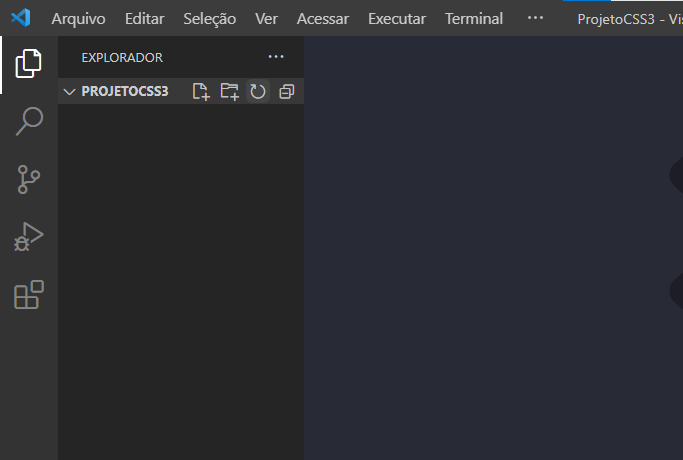 Arquivo Editar Seleção Ver Acessar Executar Terminal ··· ProjetoCSS3 - Vis
EXPLORADOR ···
PROJETOCSS3